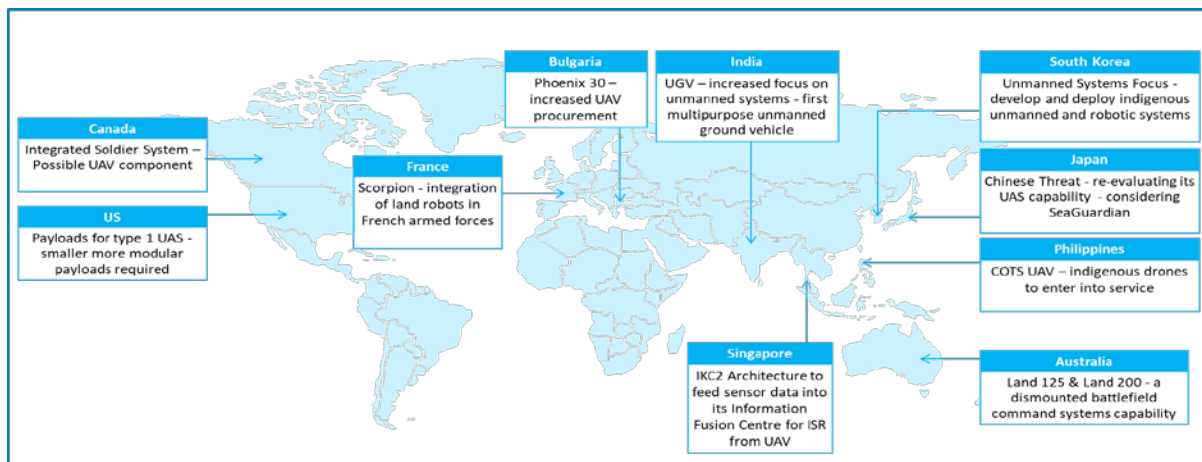 Bulgaria
Phoenix 30 –
increased UAV
procurement
India
UGV – increased focus on
unmanned systems - first
multipurpose unmanned
ground vehicle
South Korea
Unmanned Systems Focus -
develop and deploy indigenous
unmanned and robotic systems
Canada
Integrated Soldier System –
Possible UAV component
France
Scorpion - integration
of land robots in
French armed forces
Japan
Chinese Threat - re-evaluating its
UAS capability - considering
SeaGuardian
US
Payloads for type 1 UAS -
smaller more modular
payloads required
Philippines
COTS UAV – indigenous drones
to enter into service
Singapore
IKC2 Architecture to
feed sensor data into
its Information
Fusion Centre for ISR
from UAV
Australia
Land 125 & Land 200 - a
dismounted battlefield
command systems capability